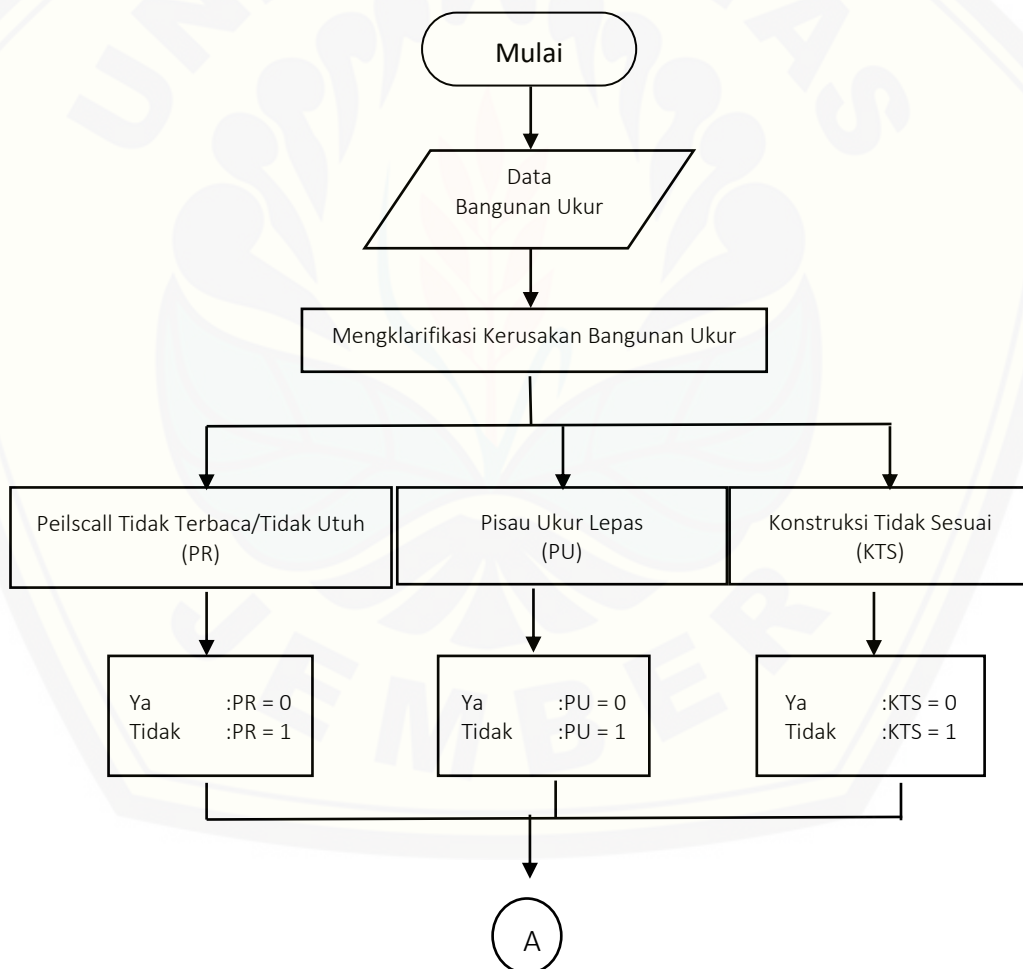 Mulai
Data
Bangunan Ukur
Mengklarifikasi Kerusakan Bangunan Ukur
Peilscall Tidak Terbaca/Tidak Utuh
(PR)
Pisau Ukur Lepas
(PU)
Konstruksi Tidak Sesuai
(KTS)
Ya :PR = 0
Tidak :PR = 1
Ya :PU = 0
Tidak :PU = 1
Ya :KTS = 0
Tidak :KTS = 1
A
JEMBER